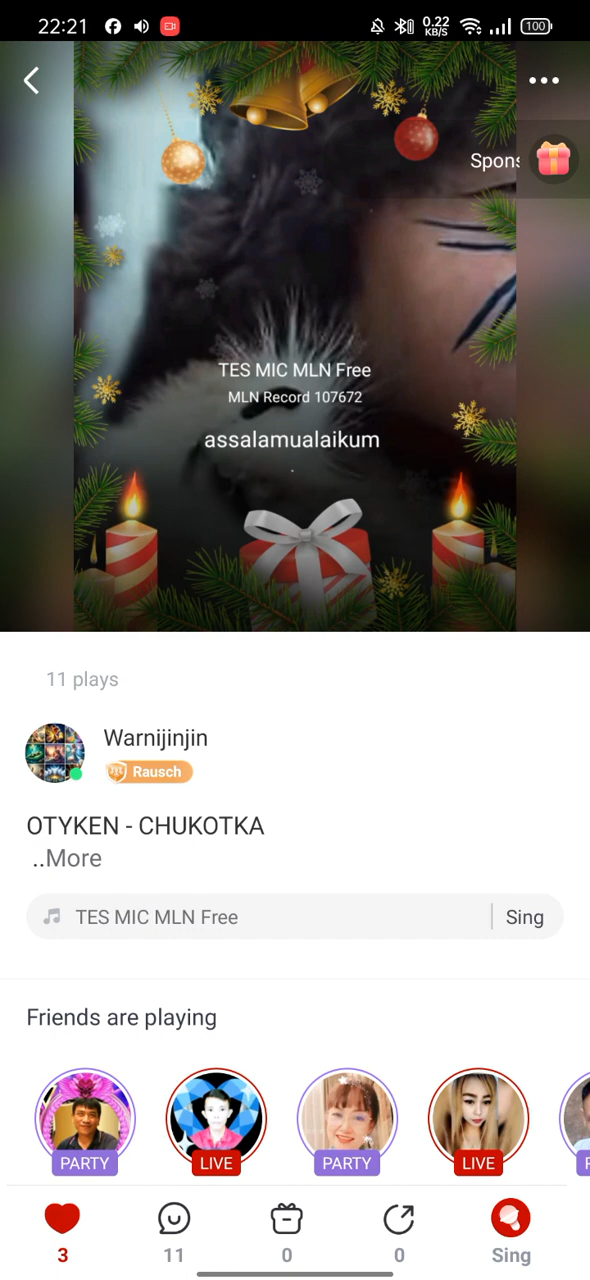 22:21
0.22
KB/S
100
Spons
TES MIC MLN Free
MLN Record 107672
assalamualaikum
.
11 plays
Warnijinjin
Rausch
OTYKEN - CHUKOTKA
..More
TES MIC MLN Free
Sing
Friends are playing
PARTY
LIVE
PARTY
LIVE
3
11
0
0
Sing